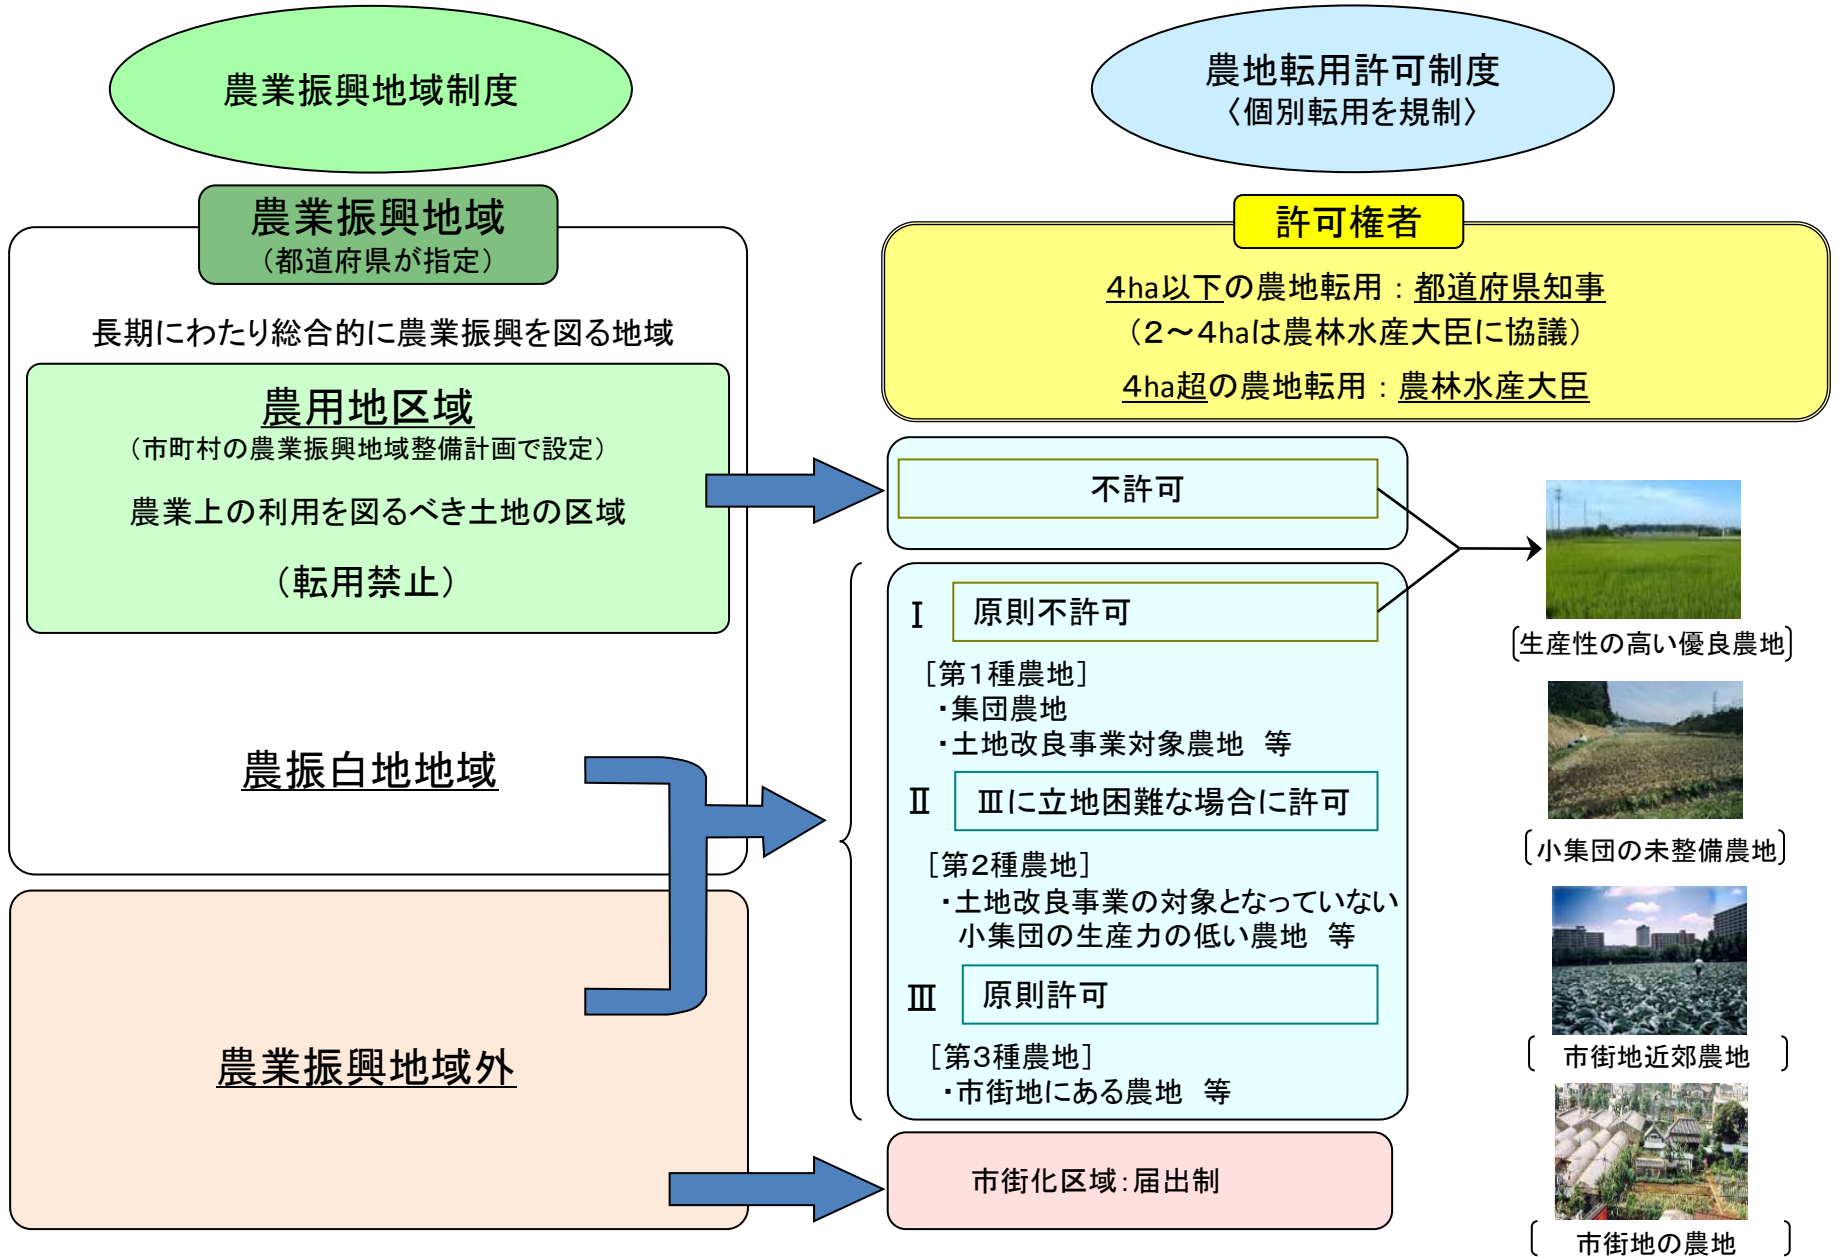 農業振興地域制度
農業振興地域
（都道府県が指定）
長期にわたり総合的に農業振興を図る地域
農用地区域
（市町村の農業振興地域整備計画で設定）
農業上の利用を図るべき土地の区域
（転用禁止）
農振白地地域
農業振興地域外
農地転用許可制度
〈個別転用を規制〉
許可権者
4ha以下の農地転用：都道府県知事
（２～４haは農林水産大臣に協議）
4ha超の農地転用：農林水産大臣
不許可
Ⅰ 原則不許可
［第１種農地］
・集団農地
・土地改良事業対象農地　等
Ⅱ Ⅲに立地困難な場合に許可
［第２種農地］
・土地改良事業の対象となっていない
小集団の生産力の低い農地　等
Ⅲ 原則許可
［第３種農地］
・市街地にある農地　等
市街化区域：届出制
〔生産性の高い優良農地〕
〔小集団の未整備農地〕
〔　市街地近郊農地　〕
〔　市街地の農地　〕